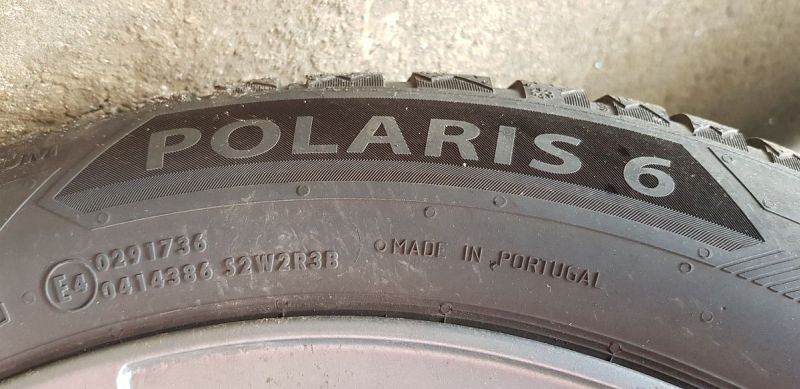 POLARIS 6
E4
0291736
0414386 S2W2R3B
MADE IN PORTUGAL